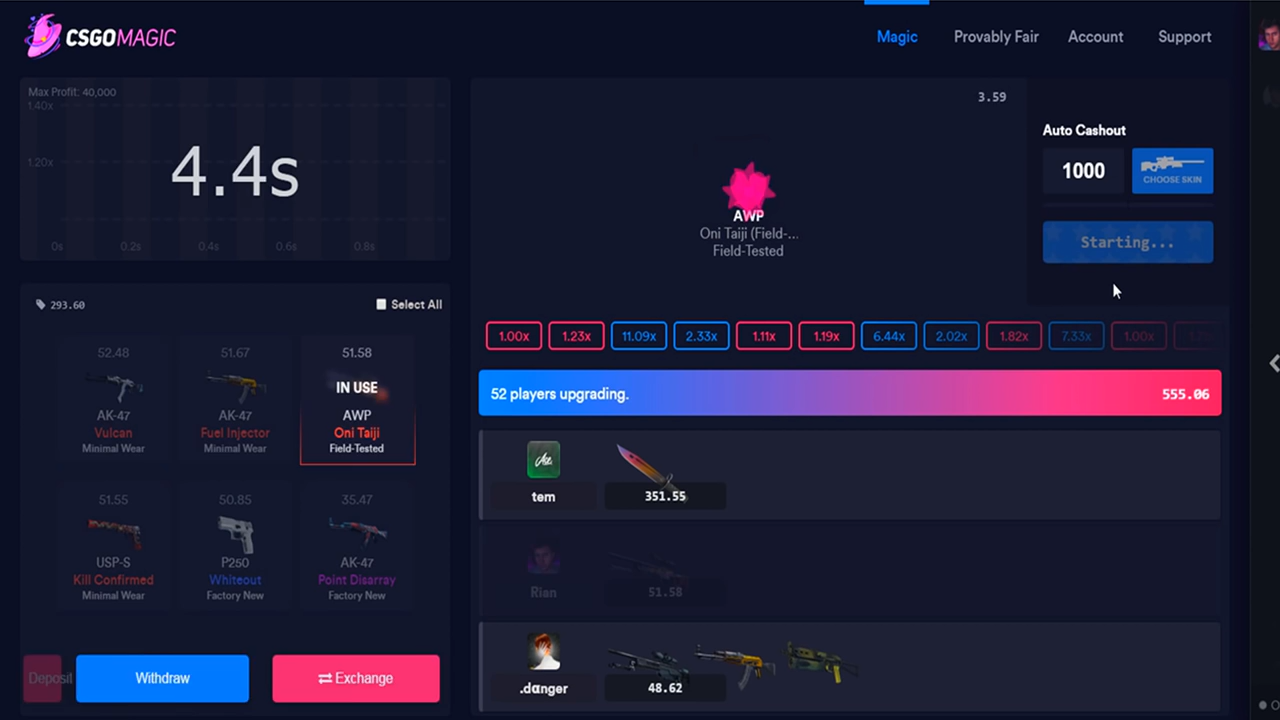 CSGOMAGIC
Magic
Provably Fair
Account
Support
Max Profit: 40,000
1.40x
1.20x
4.4s
0s 0.2s 0.4s 0.6s 0.8s
3.59
AWP
Oni Taiji (Field-...
Field-Tested
Auto Cashout
1000
CHOOSE SKIN
Starting...
293.60
Select All
52.48
AK-47
Vulcan
Minimal Wear
51.67
AK-47
Fuel Injector
Minimal Wear
51.58
IN USE
AWP
Oni Taiji
Field-Tested
51.55
USP-S
Kill Confirmed
Minimal Wear
50.85
P250
Whiteout
Factory New
35.47
AK-47
Point Disarray
Factory New
Deposit
Withdraw
Exchange
1.00x 1.23x 11.09x 2.33x 1.11x 1.19x 6.44x 2.02x 1.82x 7.33x 1.00x
52 players upgrading.
555.06
tem
351.55
Rian
51.58
.danger
48.62